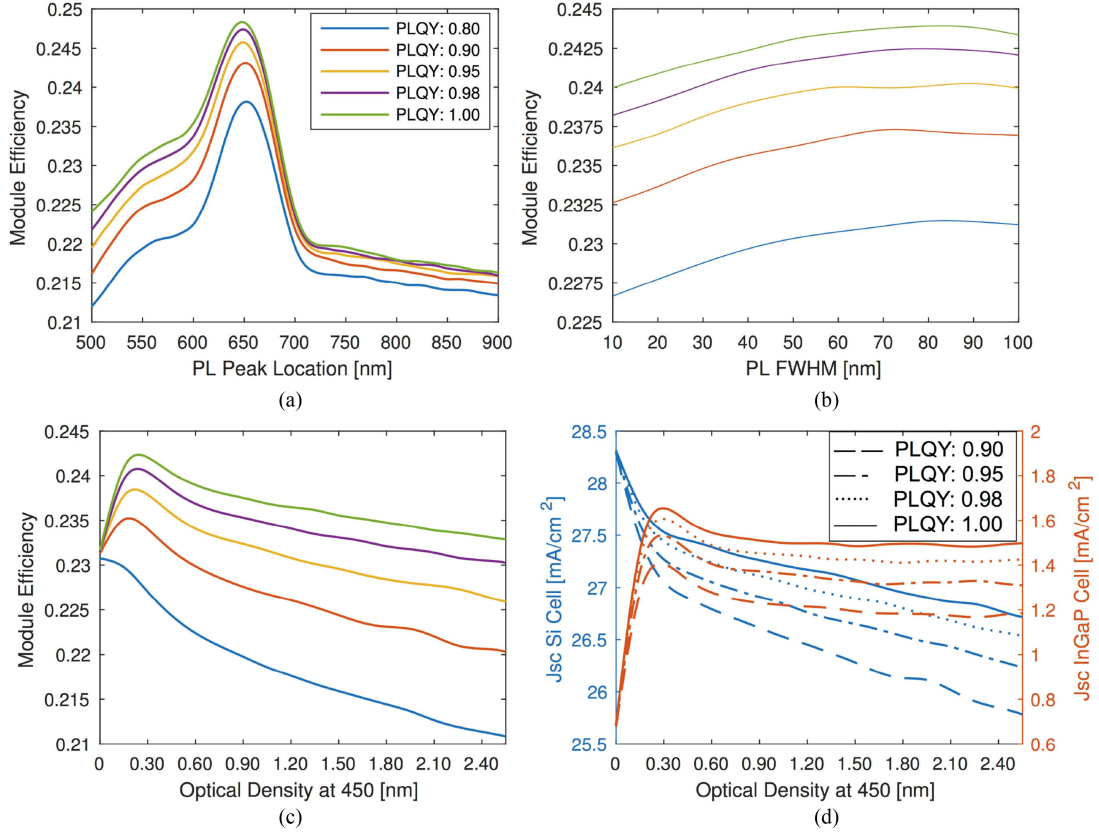 0.25
0.245
0.24
0.235
0.23
0.225
0.22
0.215
0.21
Module Efficiency
500 550 600 650 700 750 800 850 900
PL Peak Location [nm]
PLQY: 0.80
PLQY: 0.90
PLQY: 0.95
PLQY: 0.98
PLQY: 1.00
(a)
0.245
0.2425
0.24
0.2375
0.235
0.2325
0.23
0.2275
0.225
Module Efficiency
10 20 30 40 50 60 70 80 90 100
PL FWHM [nm]
(b)
0.245
0.24
0.235
0.23
0.225
0.22
0.215
0.21
Module Efficiency
0 0.30 0.60 0.90 1.20 1.50 1.80 2.10 2.40
Optical Density at 450 [nm]
(c)
28.5
28
27.5
27
26.5
26
25.5
Jsc Si Cell [mA/cm 2]
PLQY: 0.90
PLQY: 0.95
PLQY: 0.98
PLQY: 1.00
2
1.8
1.6
1.4
1.2
1
0.8
0.6
Jsc InGaP Cell [mA/cm 2]
0 0.30 0.60 0.90 1.20 1.50 1.80 2.10 2.40
Optical Density at 450 [nm]
(d)